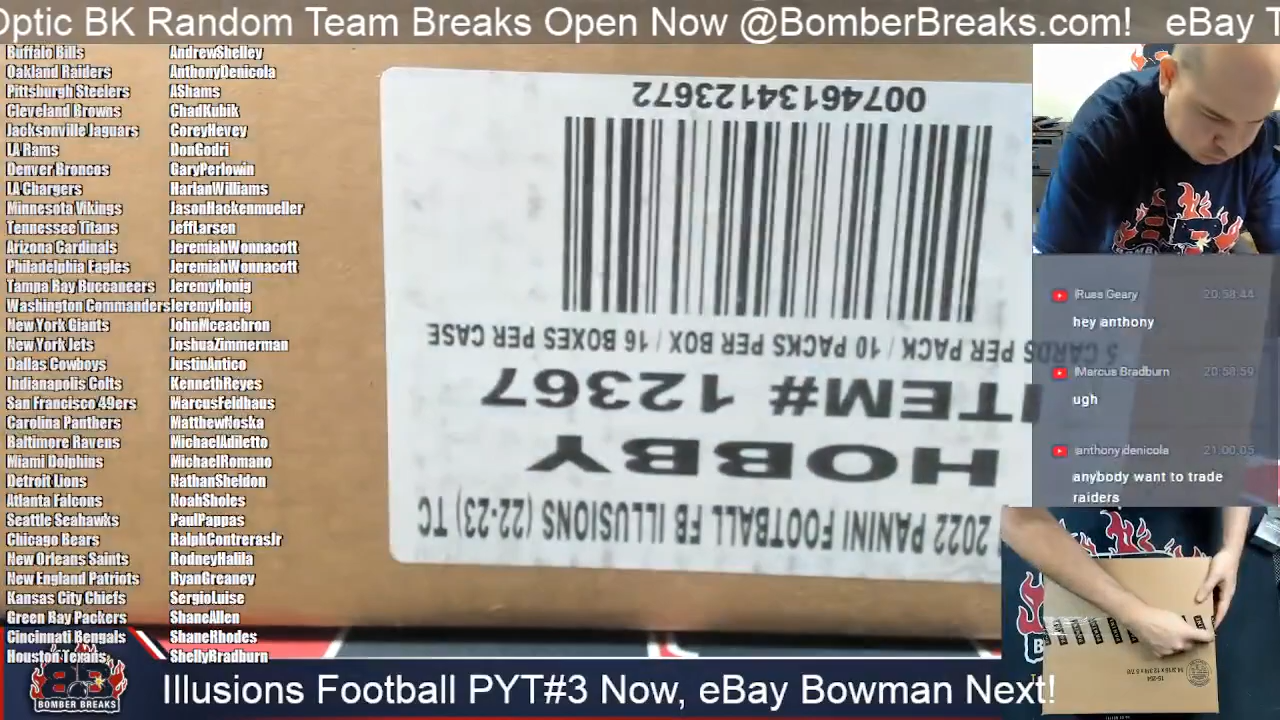 Optic BK Random Team Breaks Open Now @BomberBreaks.com! eBay T
Buffalo Bills AndrewShelley
Oakland Raiders AnthonyDenicola
Pittsburgh Steelers AShams
Cleveland Browns ChadKubik
Jacksonville Jaguars CoreyHevey
LA Rams DonGodri
Denver Broncos GaryPerlowin
LA Chargers HarlanWilliams
Minnesota Vikings JasonHackenmueller
Tennessee Titans JeffLarsen
Arizona Cardinals JeremiahWonnacott
Philadelphia Eagles JeremiahWonnacott
Tampa Bay Buccaneers JeremyHonig
Washington Commanders JeremyHonig
New York Giants JohnMceachron
New York Jets JoshuaZimmerman
Dallas Cowboys JustinAntico
Indianapolis Colts KennethReyes
San Francisco 49ers MarcusFeldhaus
Carolina Panthers MatthewNoska
Baltimore Ravens MichaelAdiletto
Miami Dolphins MichaelRomano
Detroit Lions NathanSheldon
Atlanta Falcons NoahSholes
Seattle Seahawks PaulPappas
Chicago Bears RalphContrerasJr
New Orleans Saints RodneyHaiiia
New England Patriots RyanGreaney
Kansas City Chiefs SergioLuise
Green Bay Packers ShaneAllen
Cincinnati Bengals ShaneRhodes
Houston Texans ShellyBradburn
2022 PANINI FOOTBALL FB ILLUSIONS (22-23) TC
HOBBY
ITEM# 12367
5 CARDS PER PACK / 10 PACKS PER BOX / 16 BOXES PER CASE
00746134123672
Russ Geary 20:58:44
hey anthony
Marcus Bradburn 20:58:59
ugh
anthony denicola 21:00:05
anybody want to trade
raiders
BB
BOMBER BREAKS
Illusions Football PYT#3 Now, eBay Bowman Next!